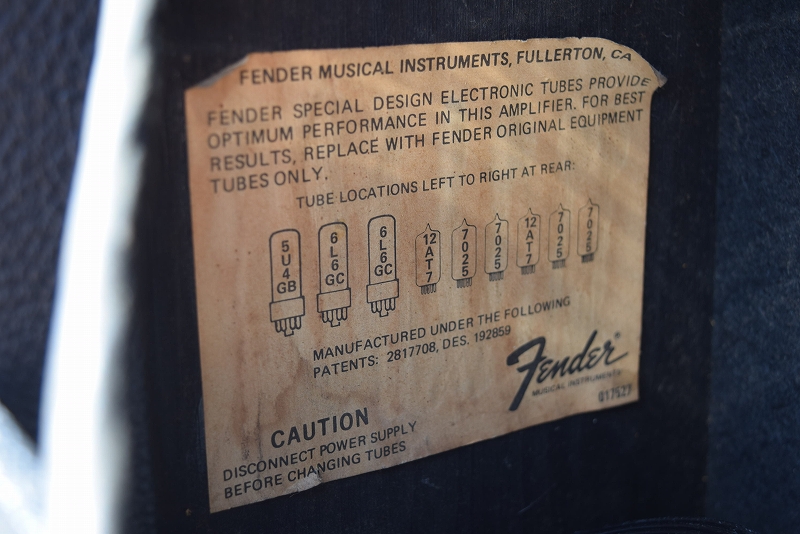 FENDER MUSICAL INSTRUMENTS, FULLERTON, CA
FENDER SPECIAL DESIGN ELECTRONIC TUBES PROVIDE
OPTIMUM PERFORMANCE IN THIS AMPLIFIER. FOR BEST
RESULTS, REPLACE WITH FENDER ORIGINAL EQUIPMENT
TUBES ONLY.
TUBE LOCATIONS LEFT TO RIGHT AT REAR:
5U4GB 6L6GC 6L6GC 12AT7 7025 7025 12AT7 7025 7025
MANUFACTURED UNDER THE FOLLOWING
PATENTS: 2817708, DES. 192859
Fender®
MUSICAL INSTRUMENTS
017527
CAUTION
DISCONNECT POWER SUPPLY
BEFORE CHANGING TUBES